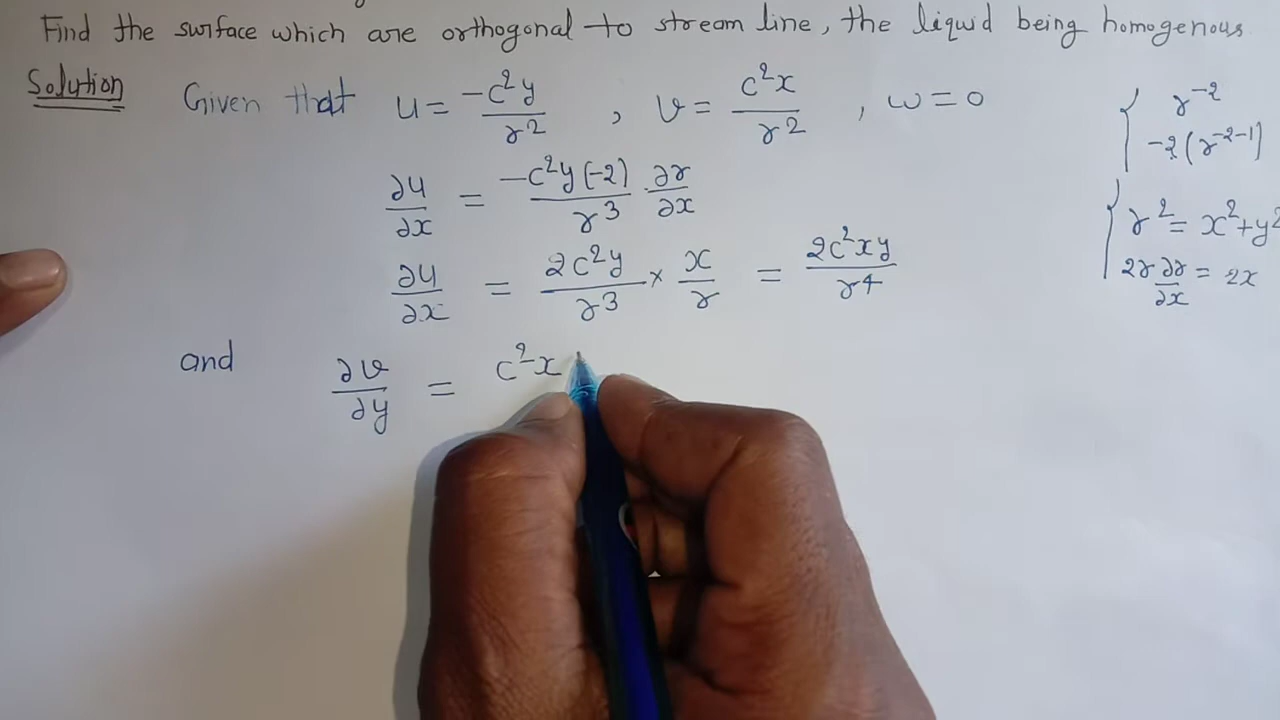 Find the surface which are orthogonal to stream line, the liquid being homogenous
Solution Given that u = -c²y/r² , v = c²x/r² , w = 0
∂u/∂x = -c²y(-2)/r³ ∂r/∂x
∂u/∂x = 2c²y/r³ × x/r = 2c²xy/r⁴
and ∂v/∂y = c²x
{ r⁻²
-2(r⁻²⁻¹)
{ r² = x²+y²
2r ∂r/∂x = 2x